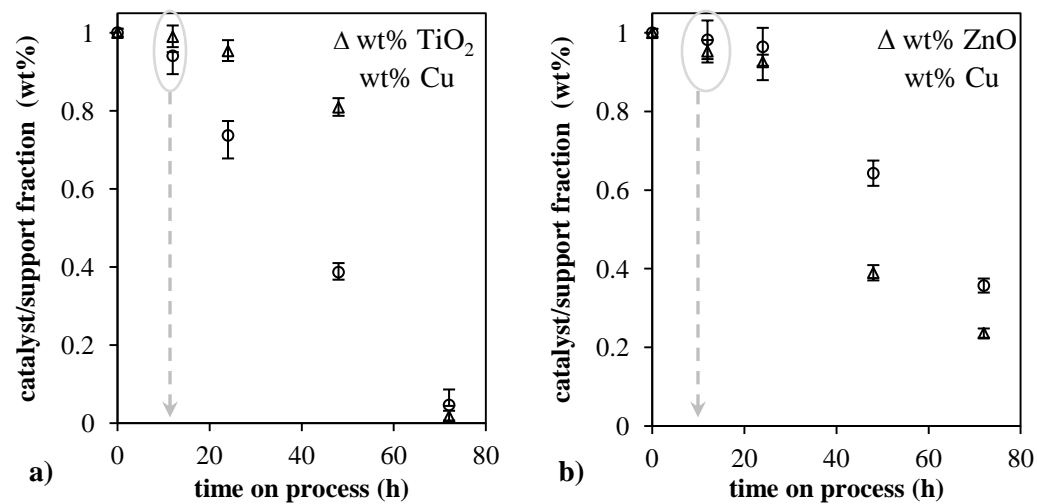 catalyst/support fraction (wt%)
1
0.8
0.6
0.4
0.2
0
Δ wt% TiO₂
wt% Cu
0 20 40 60 80
a)
time on process (h)
catalyst/support fraction (wt%)
1
0.8
0.6
0.4
0.2
0
Δ wt% ZnO
wt% Cu
0 20 40 60 80
b)
time on process (h)